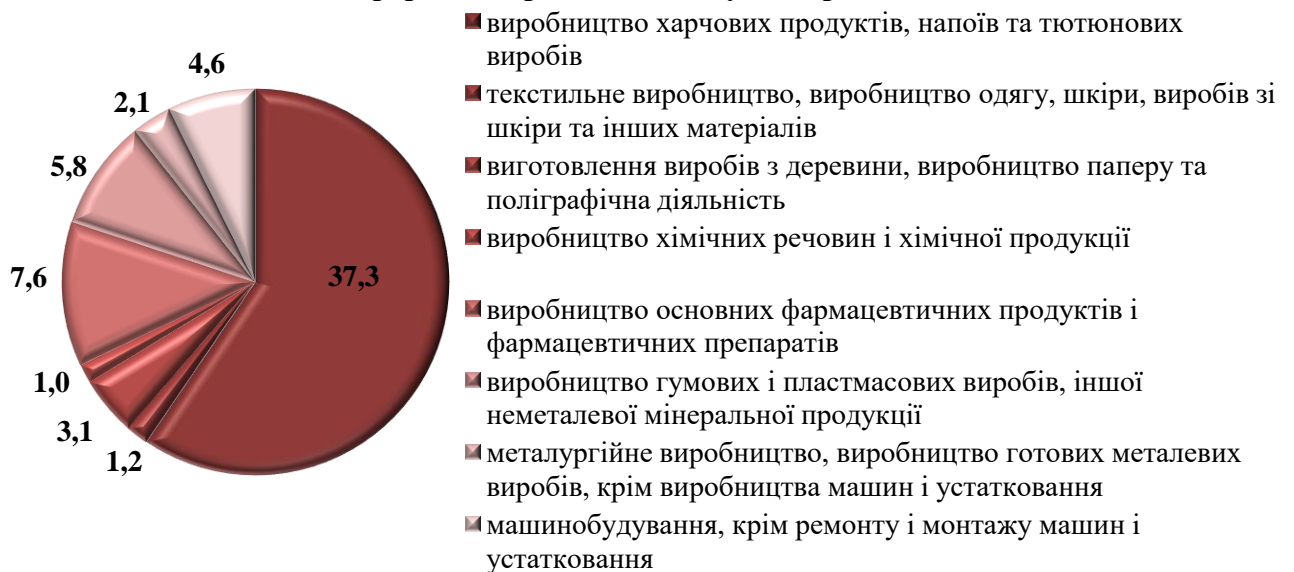 виробництво харчових продуктів, напоїв та тютюнових
виробів
текстильне виробництво, виробництво одягу, шкіри, виробів зі
шкіри та інших матеріалів
виготовлення виробів з деревини, виробництво паперу та
поліграфічна діяльність
виробництво хімічних речовин і хімічної продукції
виробництво основних фармацевтичних продуктів і
фармацевтичних препаратів
виробництво гумових і пластмасових виробів, іншої
неметалевої мінеральної продукції
металургійне виробництво, виробництво готових металевих
виробів, крім виробництва машин і устатковання
машинобудування, крім ремонту і монтажу машин і
устатковання
4,6
2,1
5,8
7,6
37,3
1,0
3,1
1,2